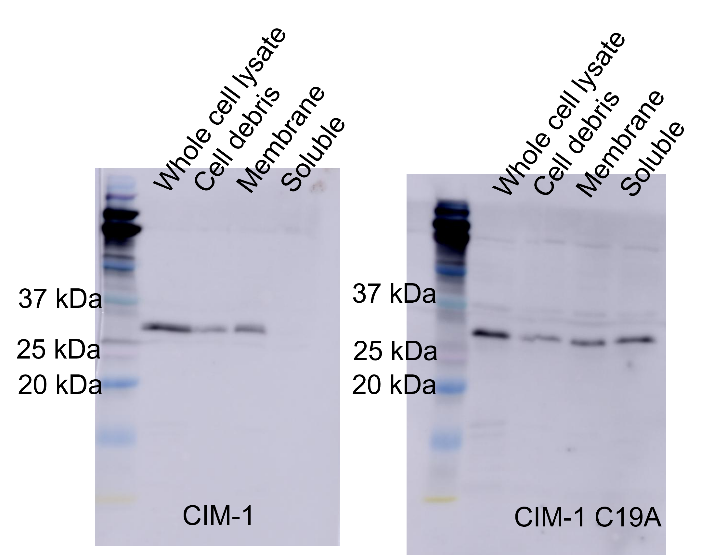 Whole cell lysate
Cell debris
Membrane
Soluble
37 kDa
25 kDa
20 kDa
CIM-1
Whole cell lysate
Cell debris
Membrane
Soluble
37 kDa
25 kDa
20 kDa
CIM-1 C19A